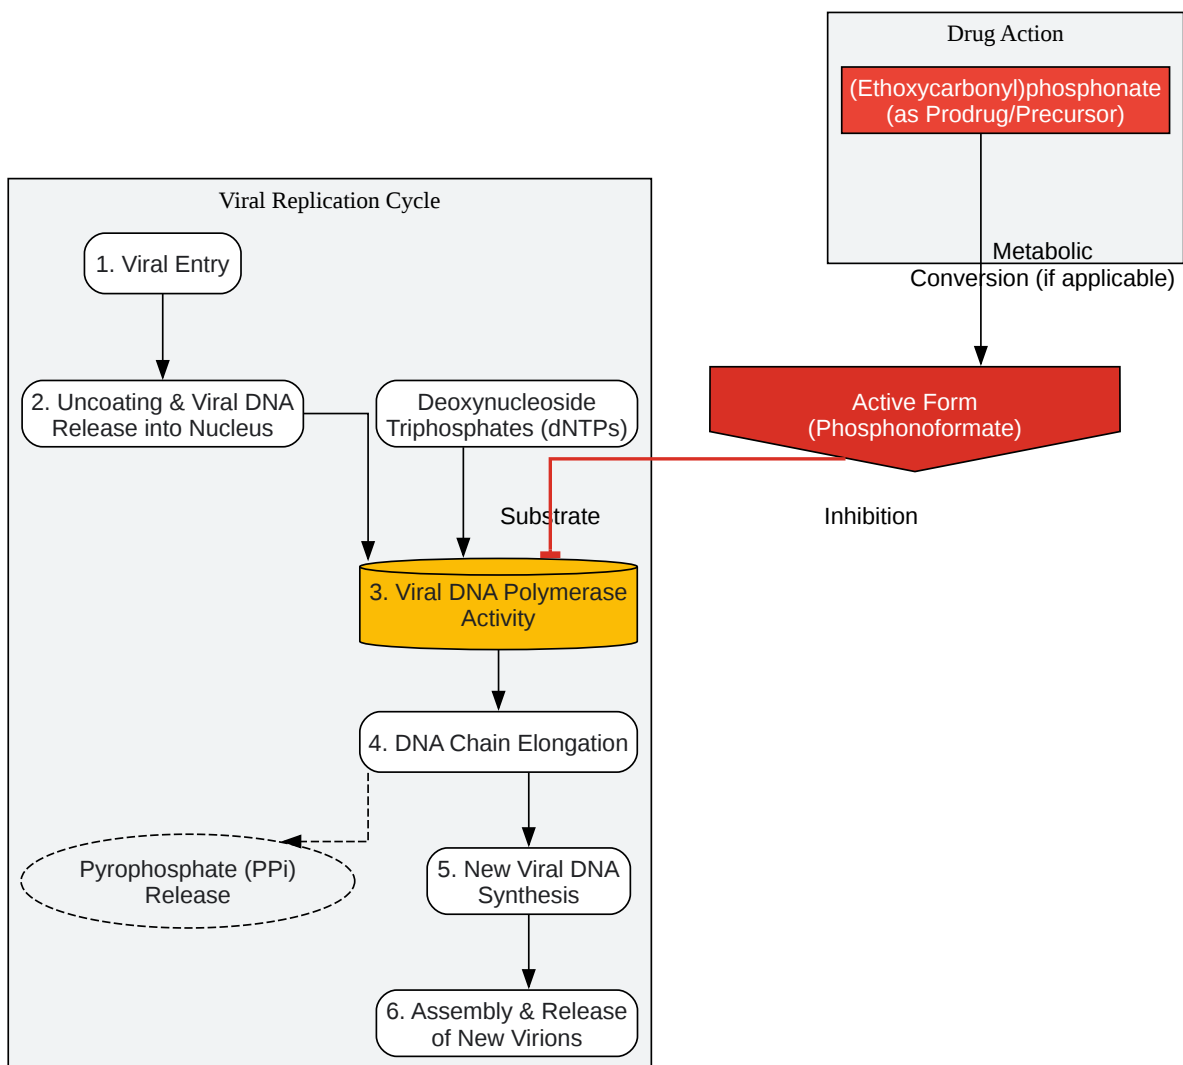 Drug Action
(Ethoxycarbonyl)phosphonate
(as Prodrug/Precursor)
Viral Replication Cycle
1. Viral Entry
Metabolic
Conversion (if applicable)
2. Uncoating & Viral DNA
Release into Nucleus
Deoxynucleoside
Triphosphates (dNTPs)
Active Form
(Phosphonoformate)
Substrate
Inhibition
3. Viral DNA Polymerase
Activity
4. DNA Chain Elongation
Pyrophosphate (PPi)
Release
5. New Viral DNA
Synthesis
6. Assembly & Release
of New Virions